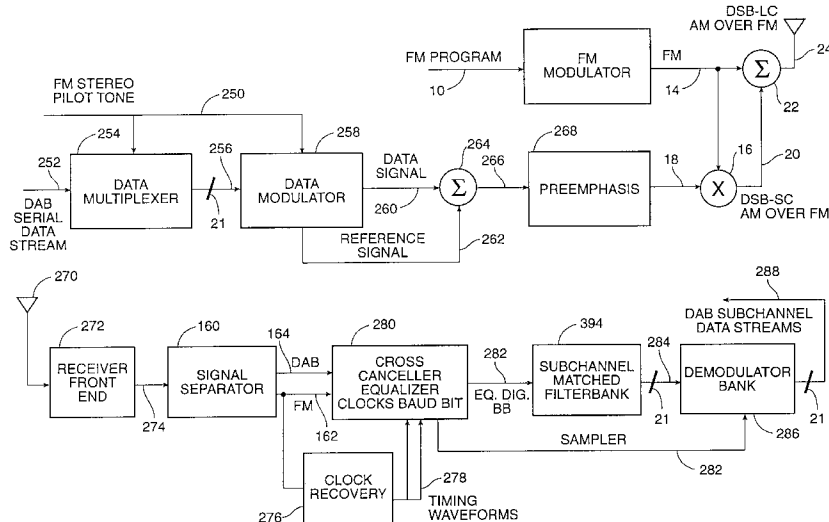 DSB-LC
AM OVER FM
24
FM PROGRAM
10
FM
MODULATOR
FM
14
Σ
22
FM STEREO
PILOT TONE
250
254
252
DATA
MULTIPLEXER
DAB
SERIAL
DATA
STREAM
256
21
258
DATA
MODULATOR
DATA
SIGNAL
260
REFERENCE
SIGNAL
262
264
Σ
266
268
PREEMPHASIS
18
16
X
20
DSB-SC
AM OVER FM
270
272
RECEIVER
FRONT
END
274
160
SIGNAL
SEPARATOR
164
DAB
FM
162
280
CROSS
CANCELLER
EQUALIZER
CLOCKS BAUD BIT
282
EQ. DIG.
BB
394
SUBCHANNEL
MATCHED
FILTERBANK
284
21
288
DAB SUBCHANNEL
DATA STREAMS
DEMODULATOR
BANK
286
21
SAMPLER
282
276
CLOCK
RECOVERY
278
TIMING
WAVEFORMS